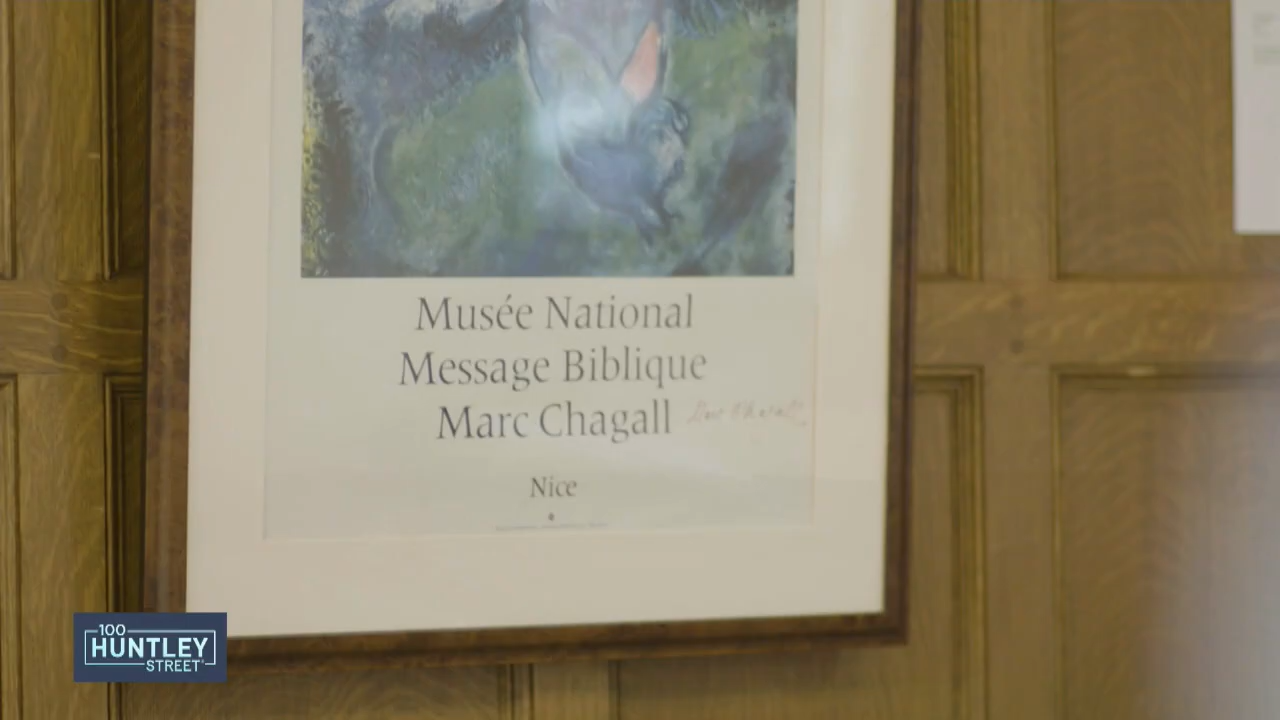 Musée National
Message Biblique
Marc Chagall
Nice
100
HUNTLEY
STREET